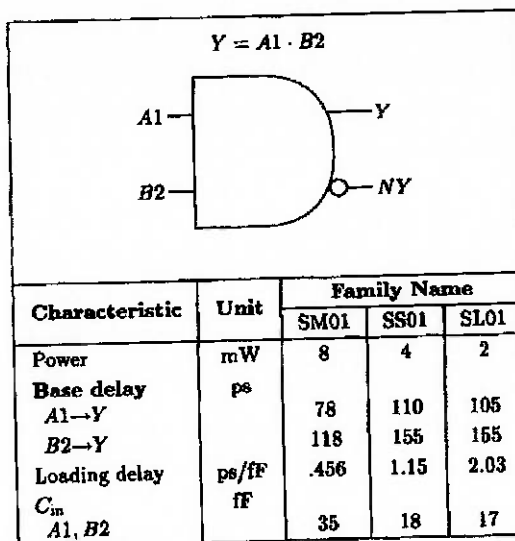 Y = A1 · B2
A1
Y
B2
NY
Characteristic Unit Family Name
SM01 SS01 SL01
Power mW 8 4 2
Base delay ps
A1→Y 78 110 105
B2→Y 118 155 155
Loading delay ps/fF .456 1.15 2.03
Cin fF
A1, B2 35 18 17